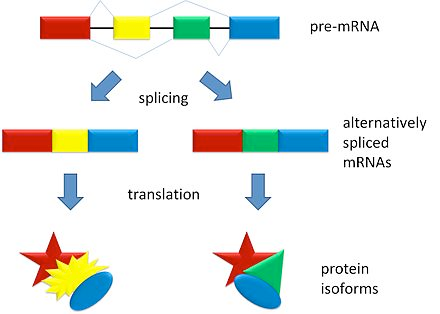 pre-mRNA
splicing
alternatively
spliced
mRNAs
translation
protein
isoforms